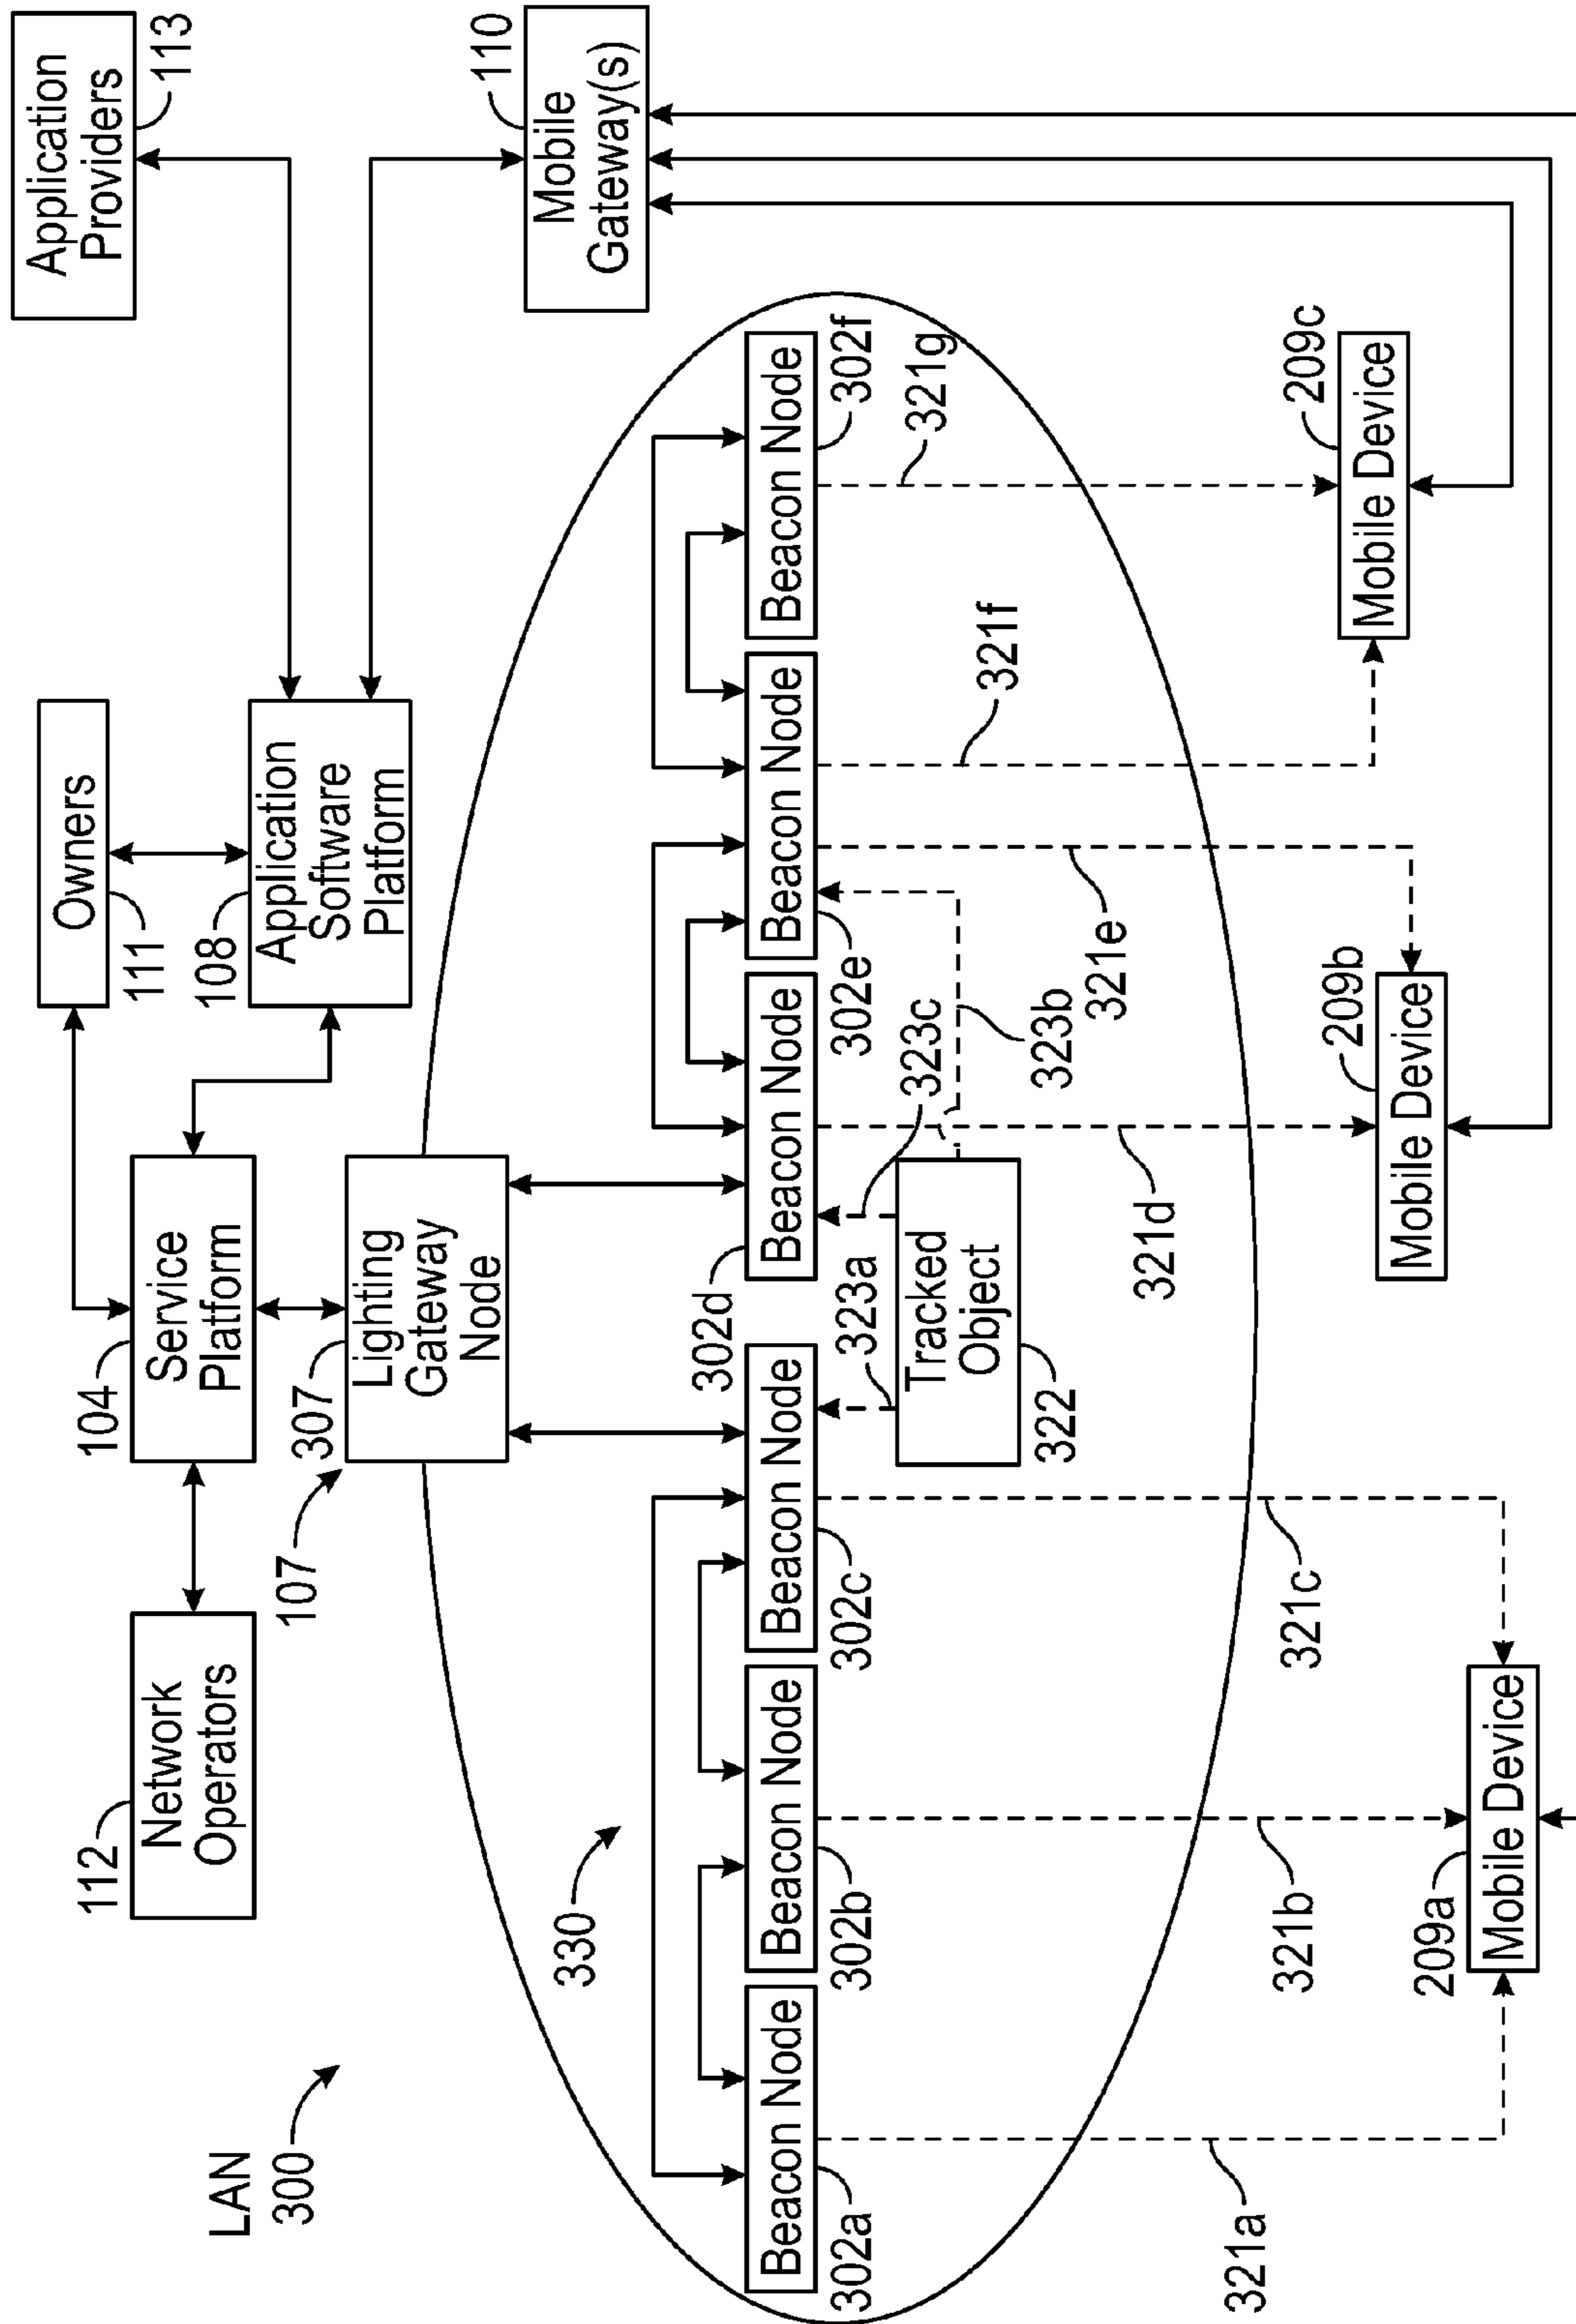 LAN
300
112
Network
Operators
104
Service
Platform
111
Owners
108
Application
Software
Platform
Application
Providers
113
110
Mobile
Gateway(s)
107
307
Lighting
Gateway
Node
330
Beacon Node
302a
Beacon Node
302b
Beacon Node
302c
302d
Beacon Node
Beacon Node
302e
Beacon Node
302f
323a
323c
323b
Tracked
Object
322
321a
321b
321c
321d
321e
321f
321g
209a
Mobile Device
209b
Mobile Device
209c
Mobile Device